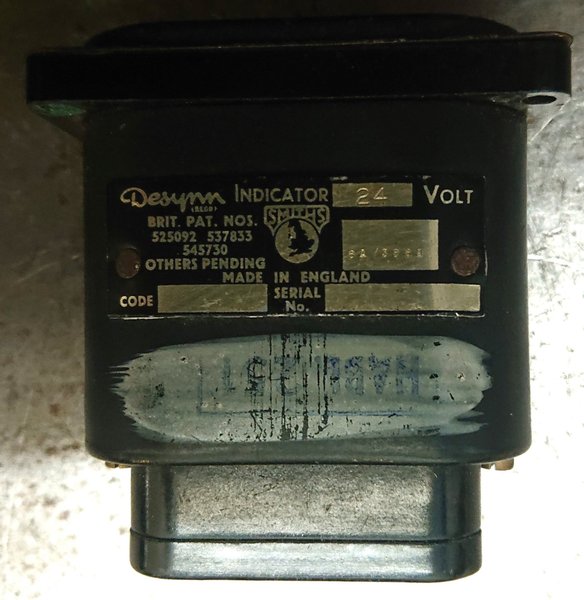 Desynn INDICATOR 24 VOLT
(REGD)
BRIT. PAT. NOS.
SMITHS
525092 537833
545730
OTHERS PENDING
MADE IN ENGLAND
CODE
SERIAL
No.